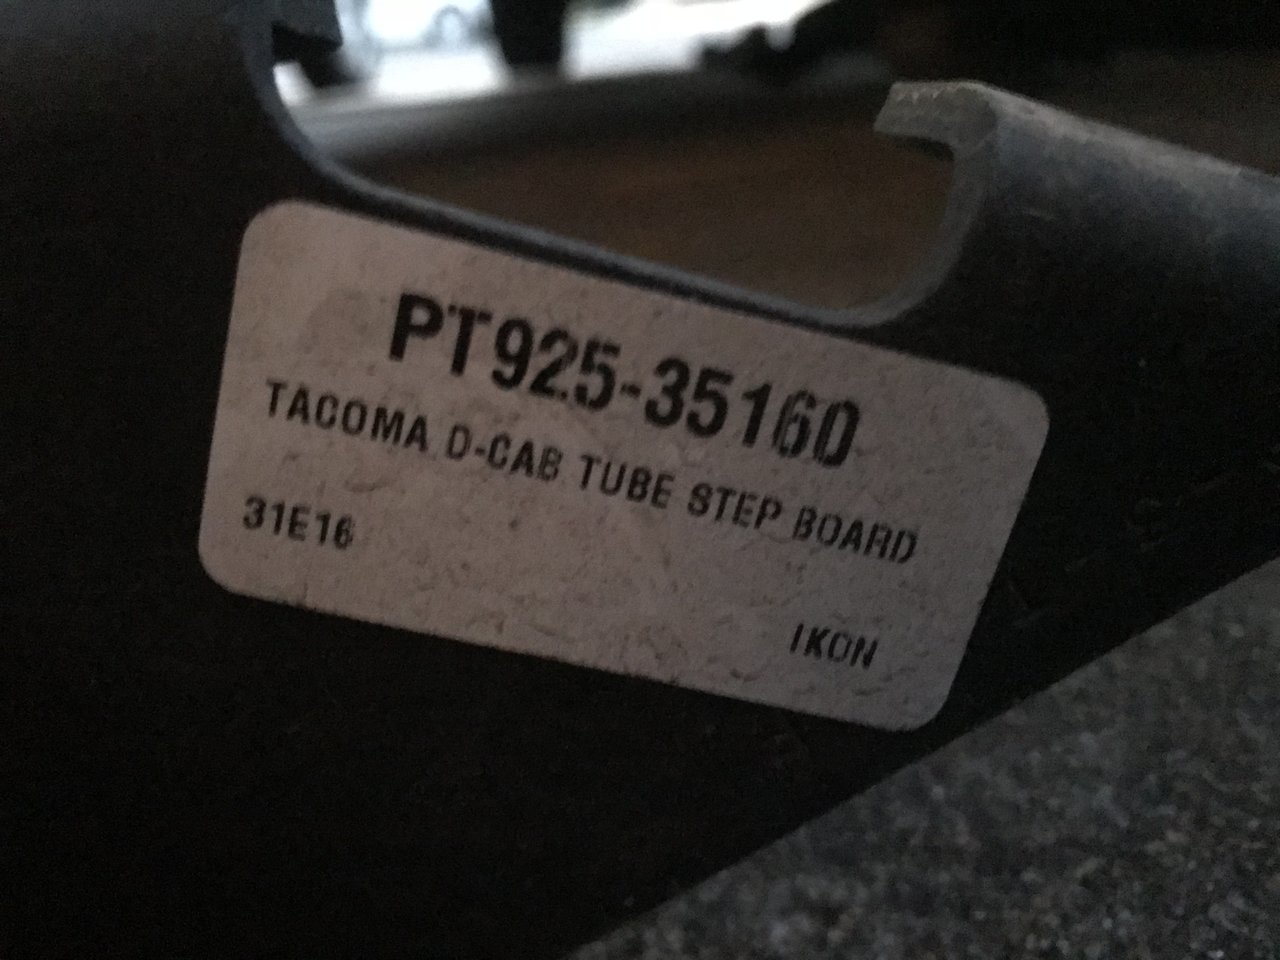 PT925-35160
TACOMA D-CAB TUBE STEP BOARD
31E16
IKON